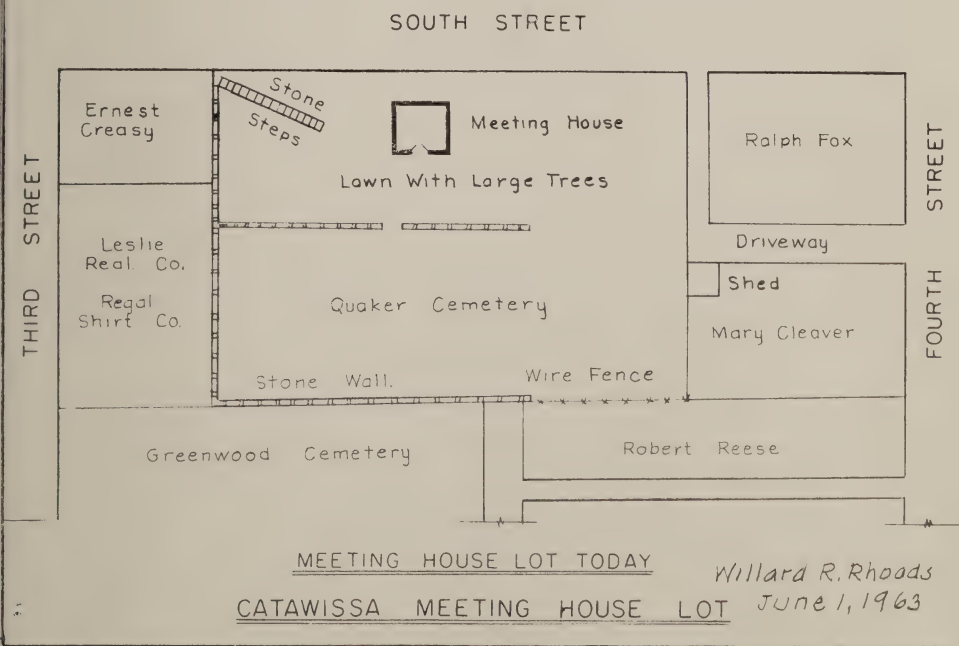 SOUTH STREET
Ernest
Creasy
Stone
Steps
Meeting House
Ralph Fox
Lawn With Large Trees
THIRD STREET
FOURTH STREET
Leslie
Real. Co.
Regal
Shirt Co.
Driveway
Shed
Quaker Cemetery
Mary Cleaver
Stone Wall.
Wire Fence
Greenwood Cemetery
Robert Reese
MEETING HOUSE LOT TODAY
CATAWISSA MEETING HOUSE LOT
Willard R. Rhoads
June 1, 1963